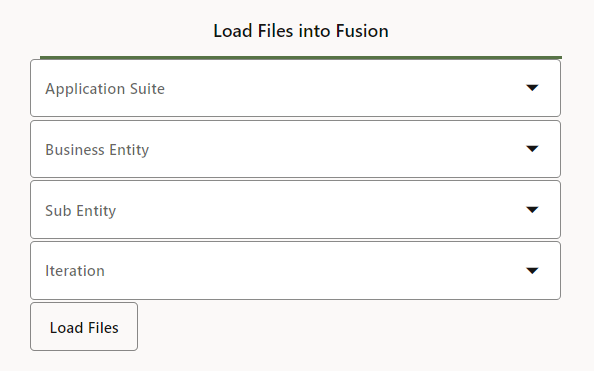 Load Files into Fusion
Application Suite
Business Entity
Sub Entity
Iteration
Load Files